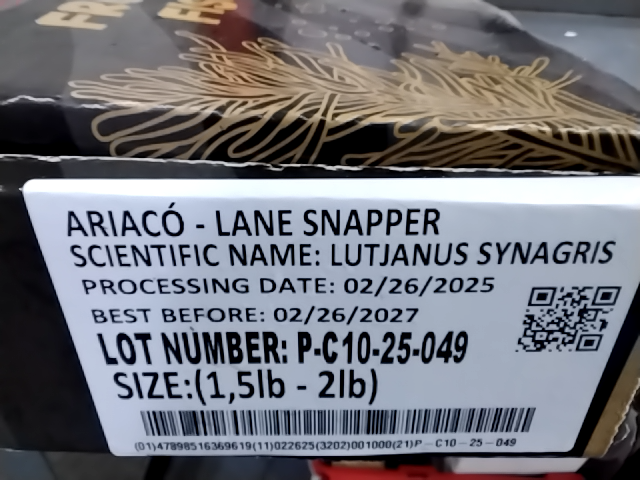 ARIACÓ - LANE SNAPPER
SCIENTIFIC NAME: LUTJANUS SYNAGRIS
PROCESSING DATE: 02/26/2025
BEST BEFORE: 02/26/2027
LOT NUMBER: P-C10-25-049
SIZE:(1,5lb - 2lb)
(01)47898516369619(11)022625(3202)001000(21)P-C10-25-049